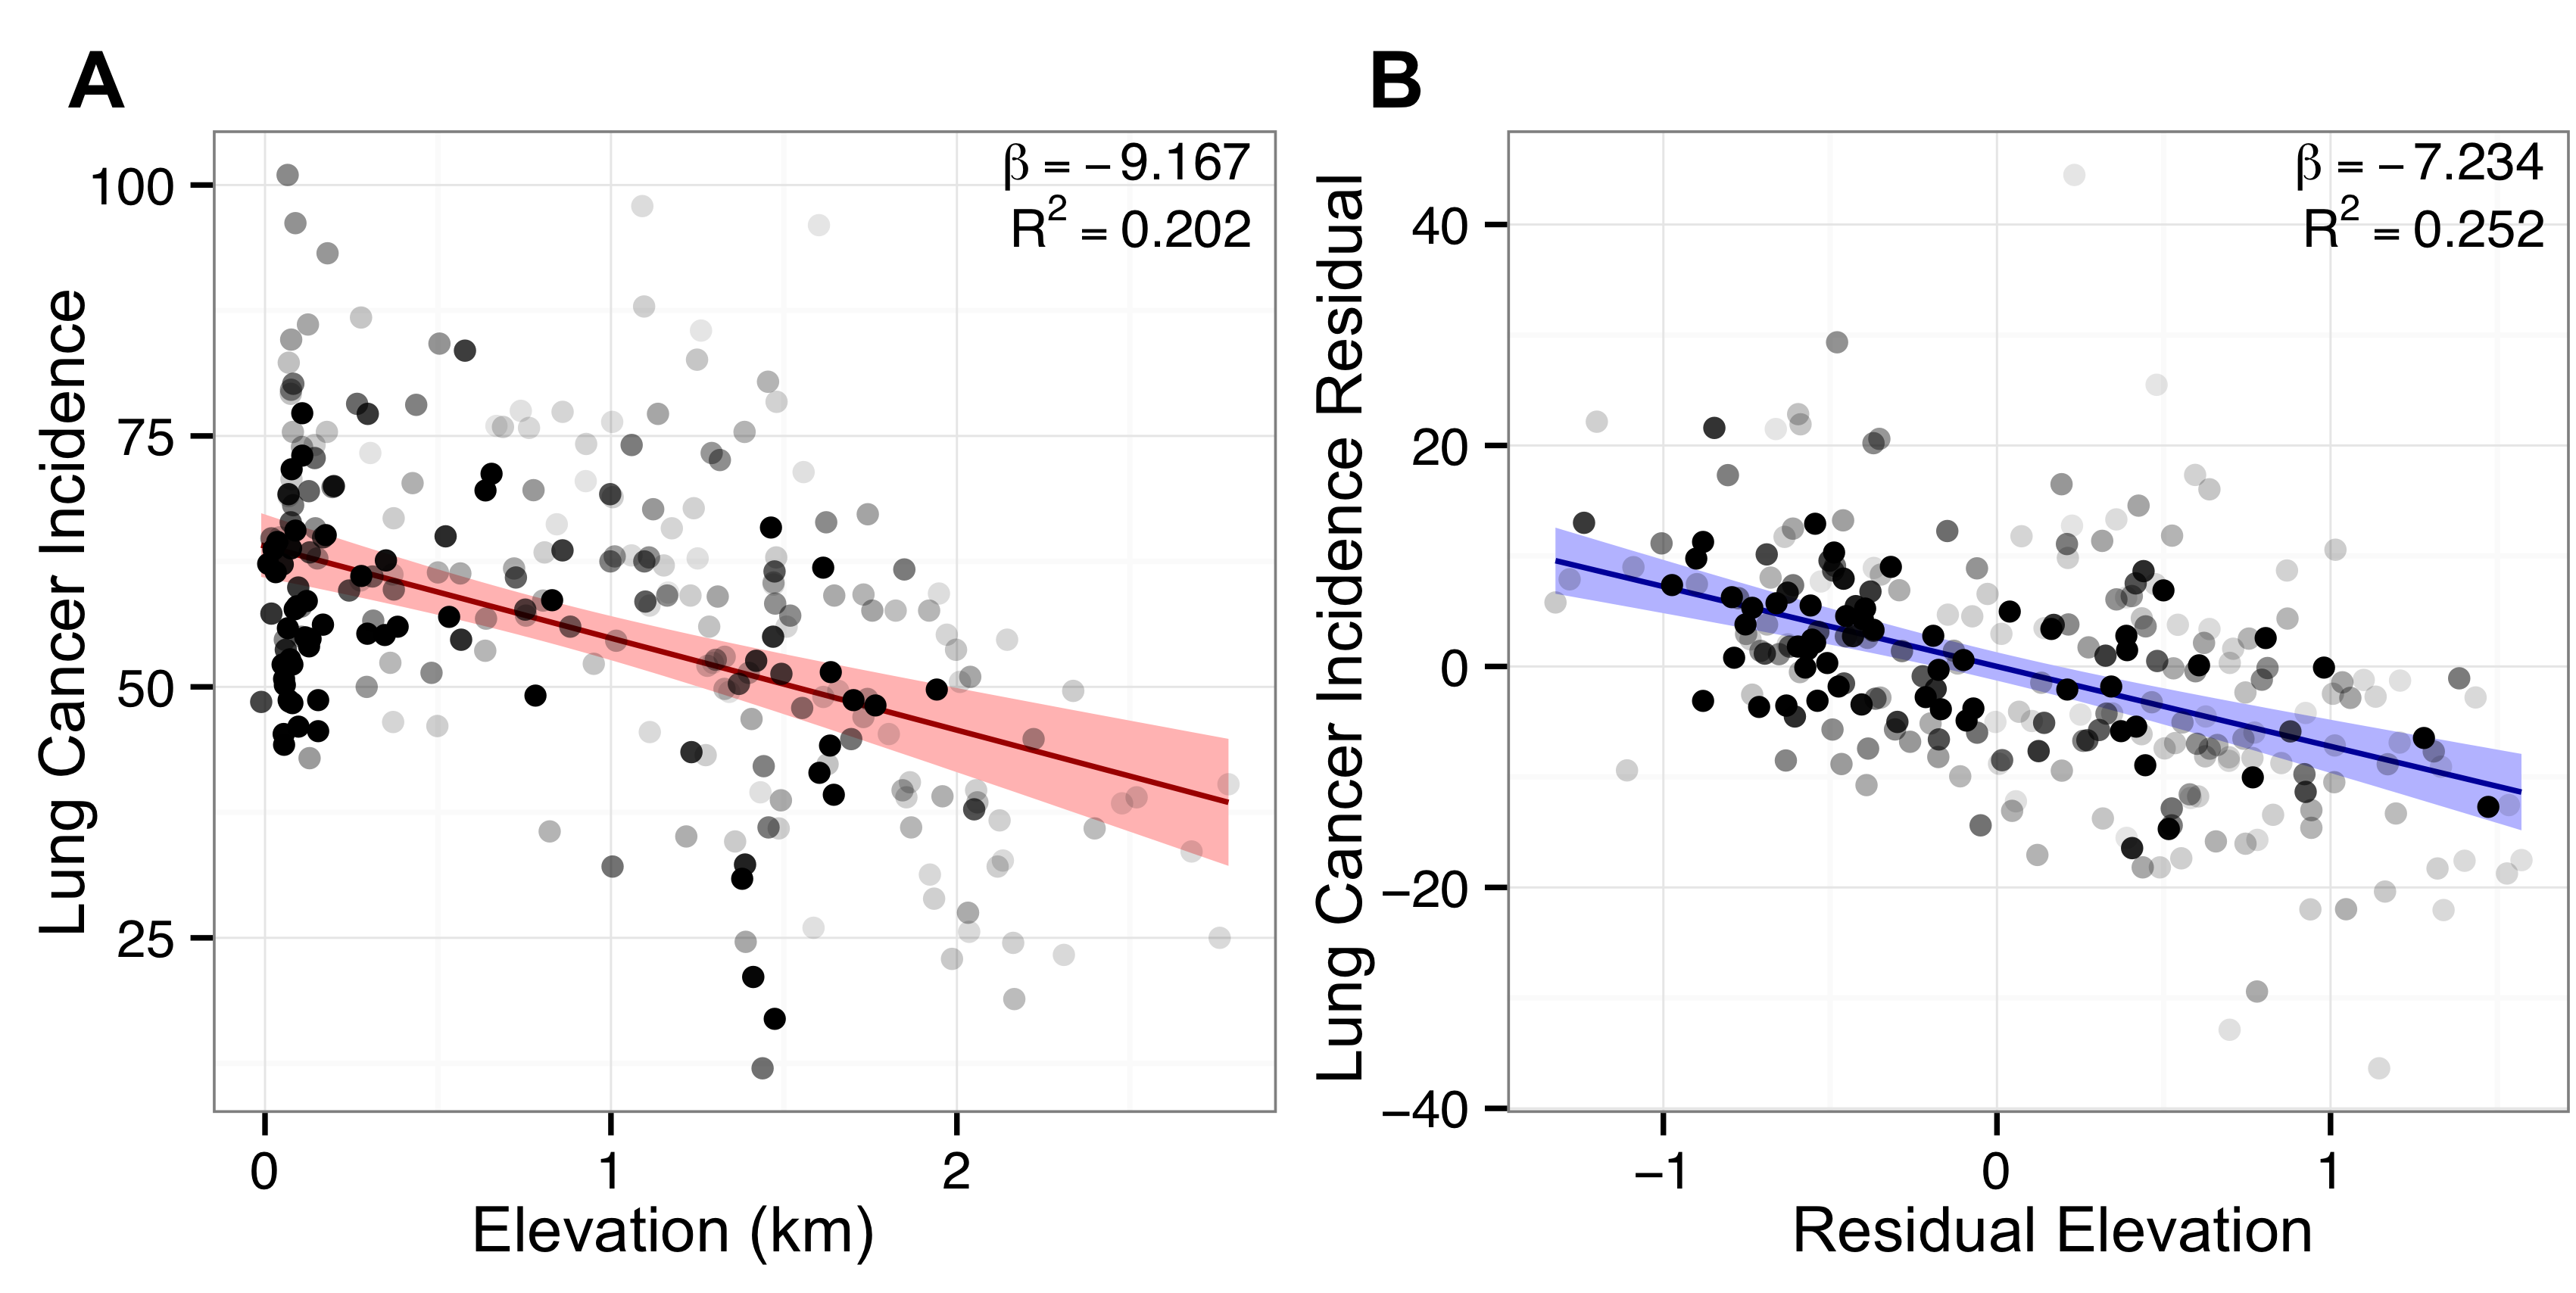 A
β = −9.167
R² = 0.202
100
75
50
25
Lung Cancer Incidence
0 1 2
Elevation (km)
B
β = −7.234
R² = 0.252
40
20
0
−20
−40
Lung Cancer Incidence Residual
−1 0 1
Residual Elevation